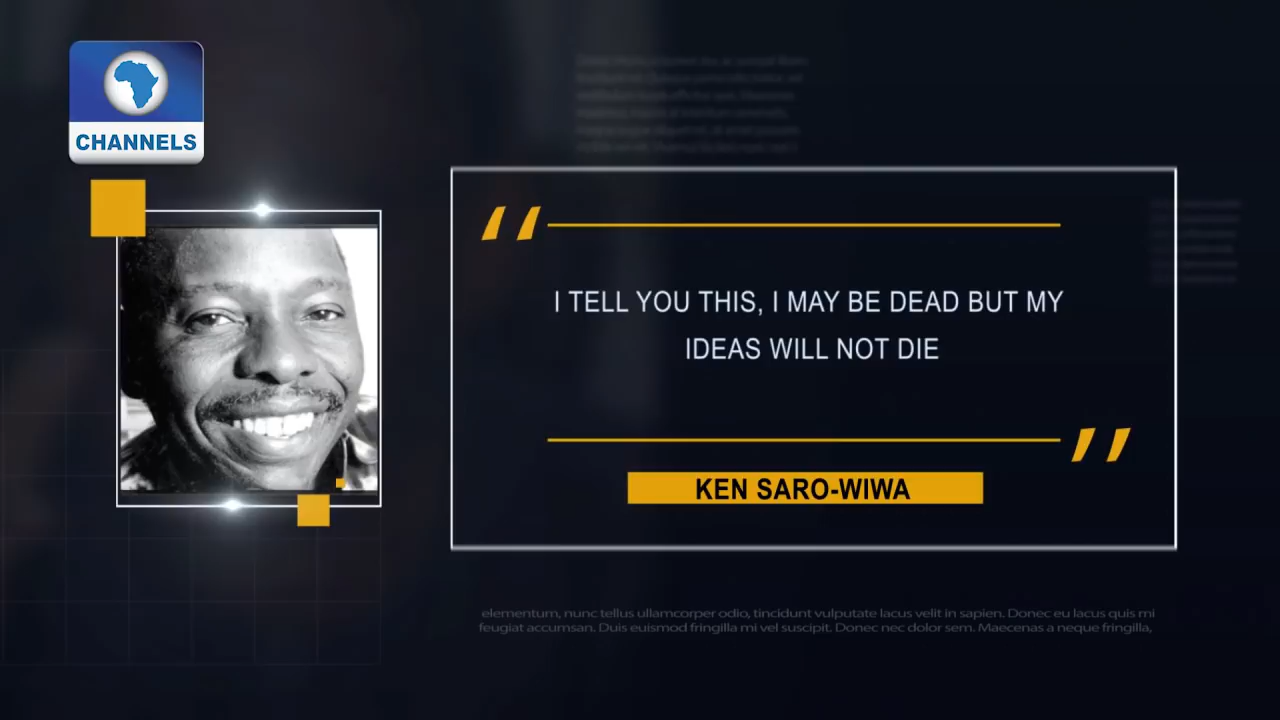 CHANNELS
I TELL YOU THIS, I MAY BE DEAD BUT MY
IDEAS WILL NOT DIE
KEN SARO-WIWA
elementum, nunc tellus ullamcorper odio, tincidunt vulputate lacus velit in sapien. Donec eu lacus quis mi
feugiat accumsan. Duis euismod fringilla mi vel suscipit. Donec nec dolor sem. Maecenas a neque fringilla,